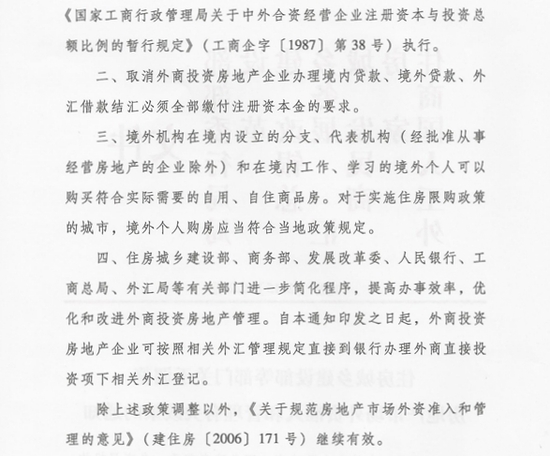 《国家工商行政管理局关于中外合资经营企业注册资本与投资总
额比例的暂行规定》(工商企字〔1987〕第 38 号)执行。
二、取消外商投资房地产企业办理境内贷款、境外贷款、外
汇借款结汇必须全部缴付注册资本金的要求。
三、境外机构在境内设立的分支、代表机构(经批准从事
经营房地产的企业除外)和在境内工作、学习的境外个人可以
购买符合实际需要的自用、自住商品房。对于实施住房限购政策
的城市,境外个人购房应当符合当地政策规定。
四、住房城乡建设部、商务部、发展改革委、人民银行、工
商总局、外汇局等有关部门进一步简化程序,提高办事效率,优
化和改进外商投资房地产管理。自本通知印发之日起,外商投资
房地产企业可按照相关外汇管理规定直接到银行办理外商直接投
资项下相关外汇登记。
除上述政策调整以外,《关于规范房地产市场外资准入和管
理的意见》(建住房〔2006〕171 号)继续有效。